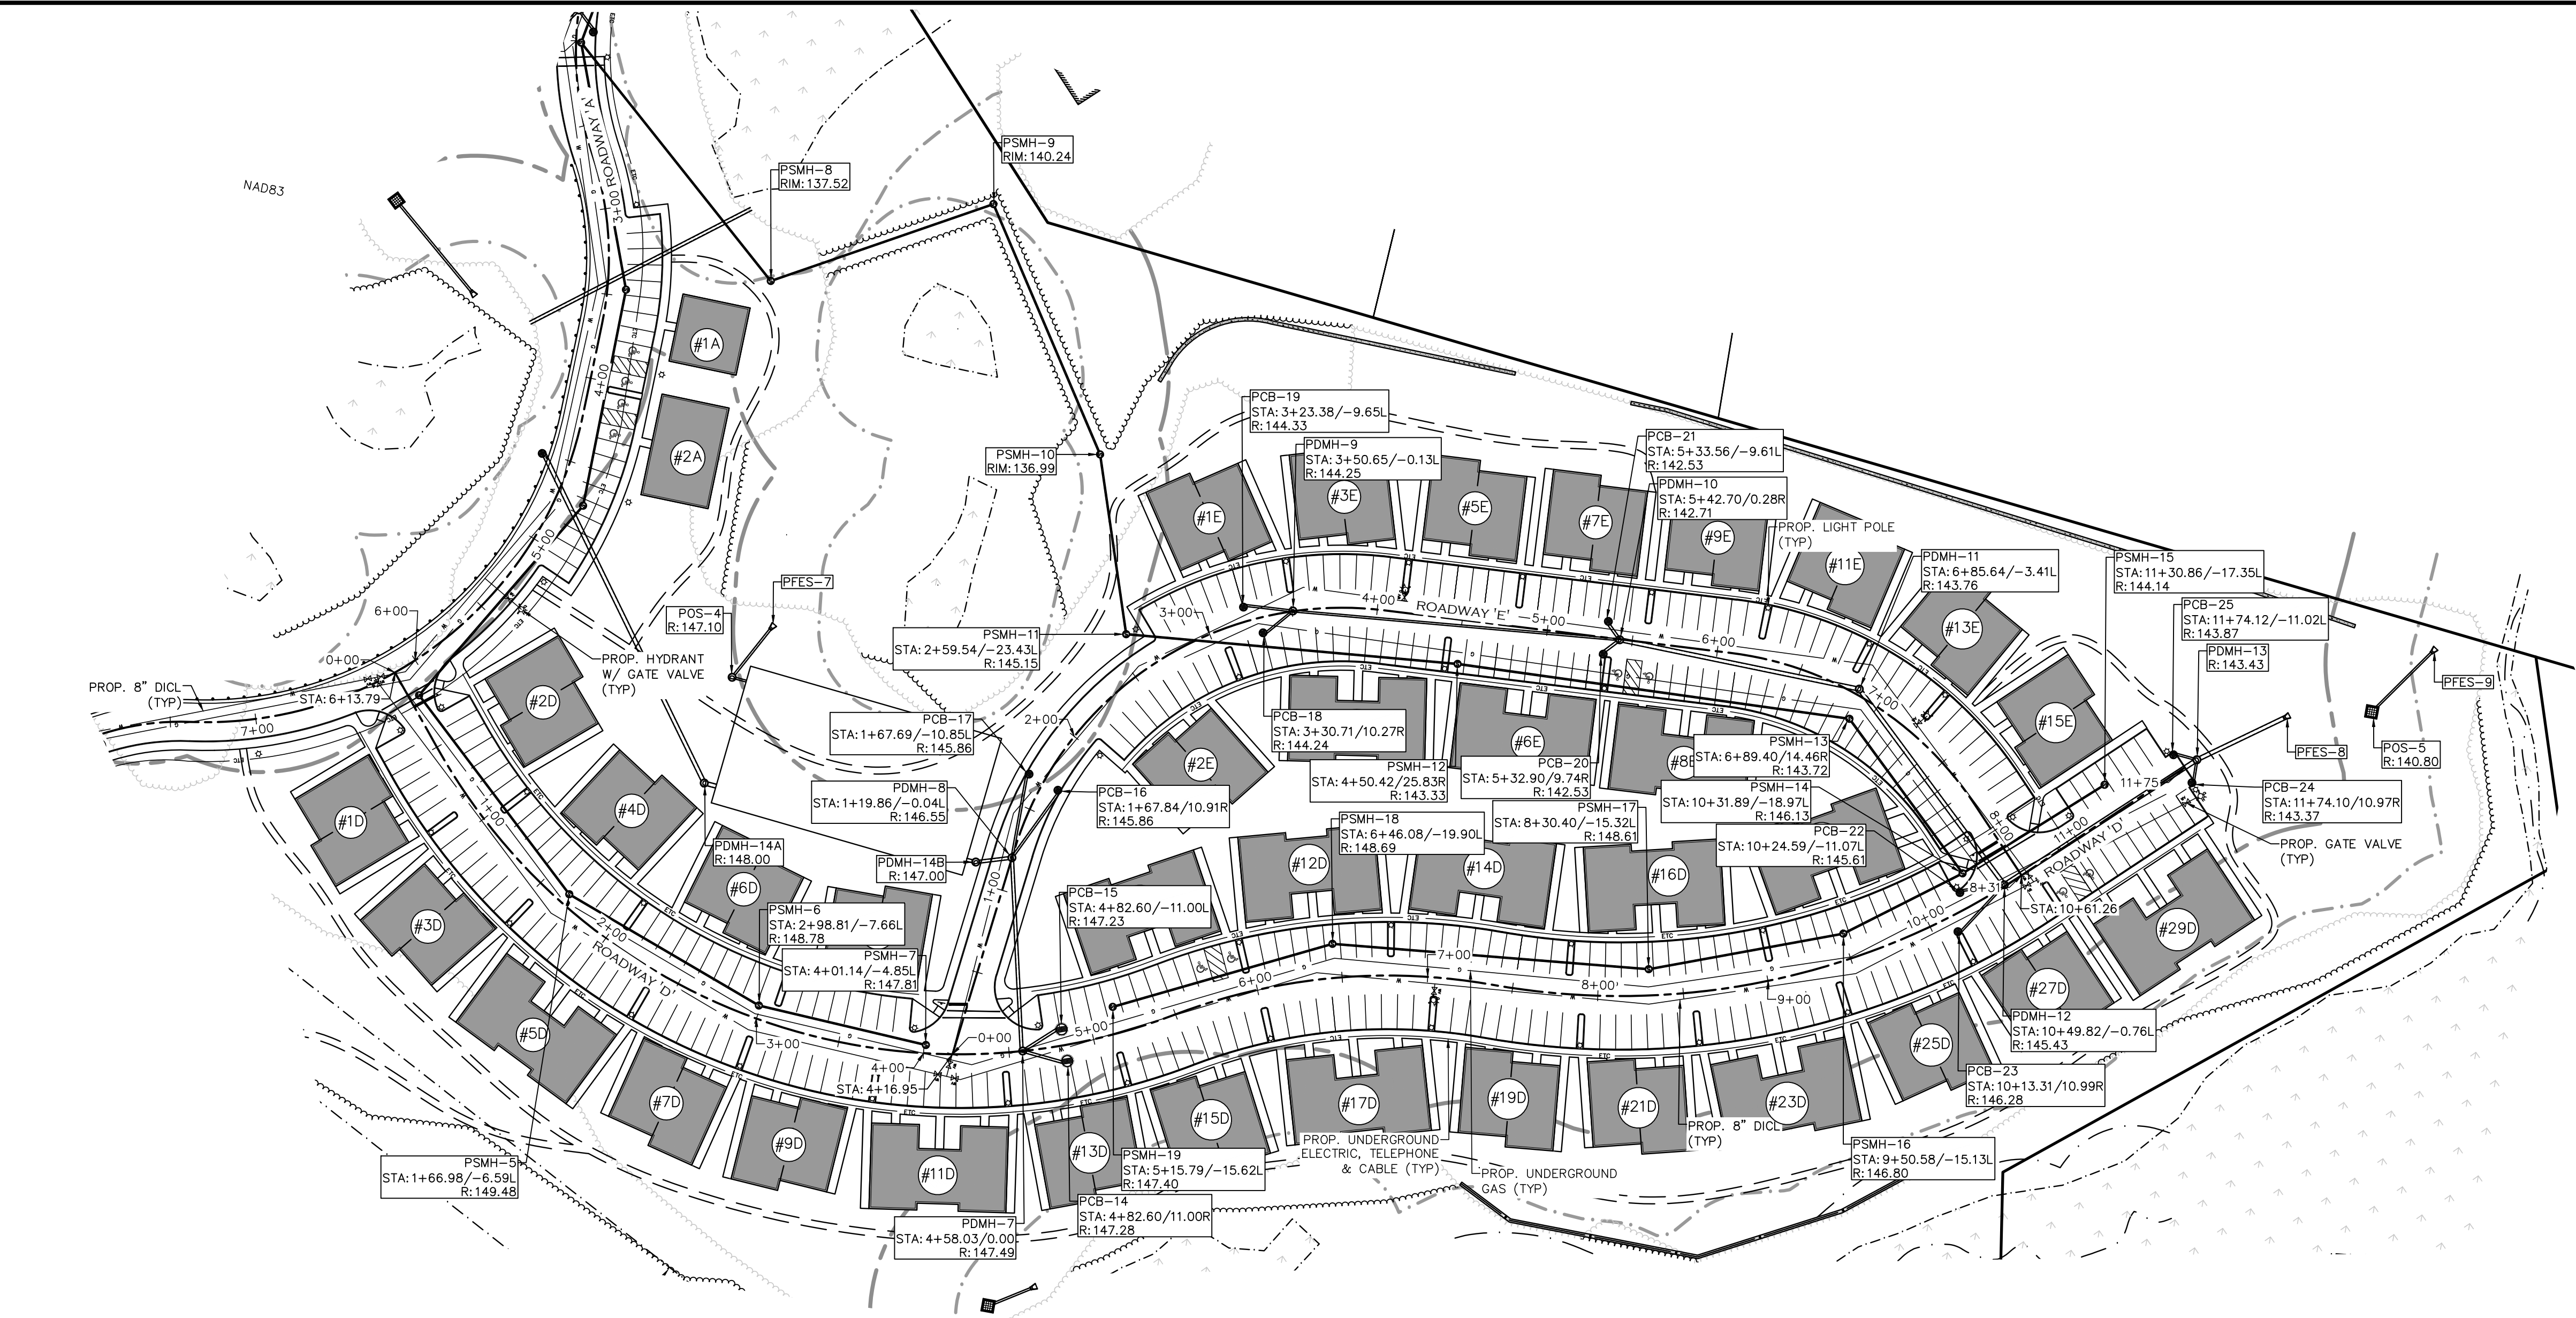 NAD83
3+00 ROADWAY 'A'
PSMH-9
RIM: 140.24
PSMH-8
RIM: 137.52
#1A
4+00
#2A
5+00
PSMH-10
RIM: 136.99
PCB-19
STA: 3+23.38/-9.65L
R: 144.33
PDMH-9
STA: 3+50.65/-0.13L
R: 144.25
PCB-21
STA: 5+33.56/-9.61L
R: 142.53
PDMH-10
STA: 5+42.70/0.28R
R: 142.71
#1E
#3E
#5E
#7E
#9E
PROP. LIGHT POLE
(TYP)
#11E
PDMH-11
STA: 6+85.64/-3.41L
R: 143.76
PSMH-15
STA: 11+30.86/-17.35L
R: 144.14
PCB-25
STA: 11+74.12/-11.02L
R: 143.87
PDMH-13
R: 143.43
PFES-9
PFES-7
POS-4
R: 147.10
6+00
0+00
STA: 6+13.79
PROP. 8" DICL
(TYP)
7+00
PROP. HYDRANT
W/ GATE VALVE
(TYP)
PSMH-11
STA: 2+59.54/-23.43L
R: 145.15
3+00
4+00
ROADWAY 'E'
5+00
6+00
7+00
#13E
#15E
#2D
PCB-17
STA: 1+67.69/-10.85L
R: 145.86
2+00
#2E
PCB-18
STA: 3+30.71/10.27R
R: 144.24
#6E
#8E
PSMH-12
STA: 4+50.42/25.83R
R: 143.33
PCB-20
STA: 5+32.90/9.74R
R: 142.53
PSMH-13
STA: 6+89.40/14.46R
R: 143.72
PSMH-14
STA: 10+31.89/-18.97L
R: 146.13
PFES-8
POS-5
R: 140.80
PCB-24
STA: 11+74.10/10.97R
R: 143.37
11+75
PROP. GATE VALVE
(TYP)
PDMH-8
STA: 1+19.86/-0.04L
R: 146.55
PCB-16
STA: 1+67.84/10.91R
R: 145.86
PSMH-17
STA: 8+30.40/-15.32L
R: 148.61
PSMH-18
STA: 6+46.08/-19.90L
R: 148.69
PCB-22
STA: 10+24.59/-11.07L
R: 145.61
8+00
11+00
ROADWAY 'D'
8+31
STA: 10+61.26
#1D
1+00
#4D
PDMH-14A
R: 148.00
PDMH-14B
R: 147.00
1+00
#6D
#12D
#14D
#16D
#3D
2+00
ROADWAY 'D'
PSMH-6
STA: 2+98.81/-7.66L
R: 148.78
PSMH-7
STA: 4+01.14/-4.85L
R: 147.81
PCB-15
STA: 4+82.60/-11.00L
R: 147.23
10+00
#29D
#5D
3+00
4+00
STA: 4+16.95
0+00
5+00
6+00
7+00
8+00
9+00
#27D
PDMH-12
STA: 10+49.82/-0.76L
R: 145.43
#25D
PCB-23
STA: 10+13.31/10.99R
R: 146.28
#7D
#9D
#11D
#13D
#15D
#17D
#19D
#21D
#23D
PROP. 8" DICL
(TYP)
PROP. UNDERGROUND
ELECTRIC, TELEPHONE
& CABLE (TYP)
PROP. UNDERGROUND
GAS (TYP)
PSMH-16
STA: 9+50.58/-15.13L
R: 146.80
PSMH-5
STA: 1+66.98/-6.59L
R: 149.48
PSMH-19
STA: 5+15.79/-15.62L
R: 147.40
PCB-14
STA: 4+82.60/11.00R
R: 147.28
PDMH-7
STA: 4+58.03/0.00
R: 147.49